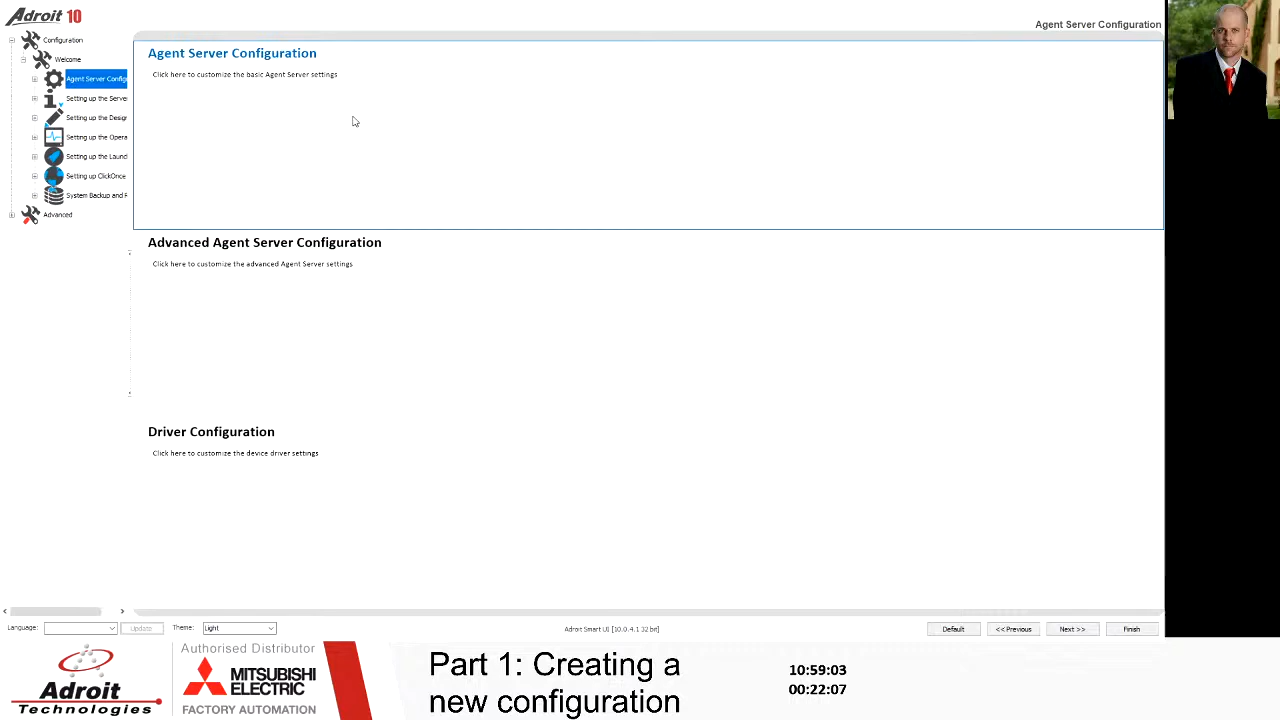 Adroit 10
Agent Server Configuration
Configuration
Welcome
Agent Server Config
Setting up the Server
Setting up the Design
Setting up the Opera
Setting up the Launc
Setting up ClickOnce
System Backup and R
Advanced
Agent Server Configuration
Click here to customize the basic Agent Server settings
Advanced Agent Server Configuration
Click here to customize the advanced Agent Server settings
Driver Configuration
Click here to customize the device driver settings
Language:
Update
Theme:
Light
Adroit Smart UI [10.0.4.1 32 bit]
Default
<<Previous
Next >>
Finish
Adroit
Technologies
Authorised Distributor
MITSUBISHI
ELECTRIC
FACTORY AUTOMATION
Part 1: Creating a
new configuration
10:59:03
00:22:07